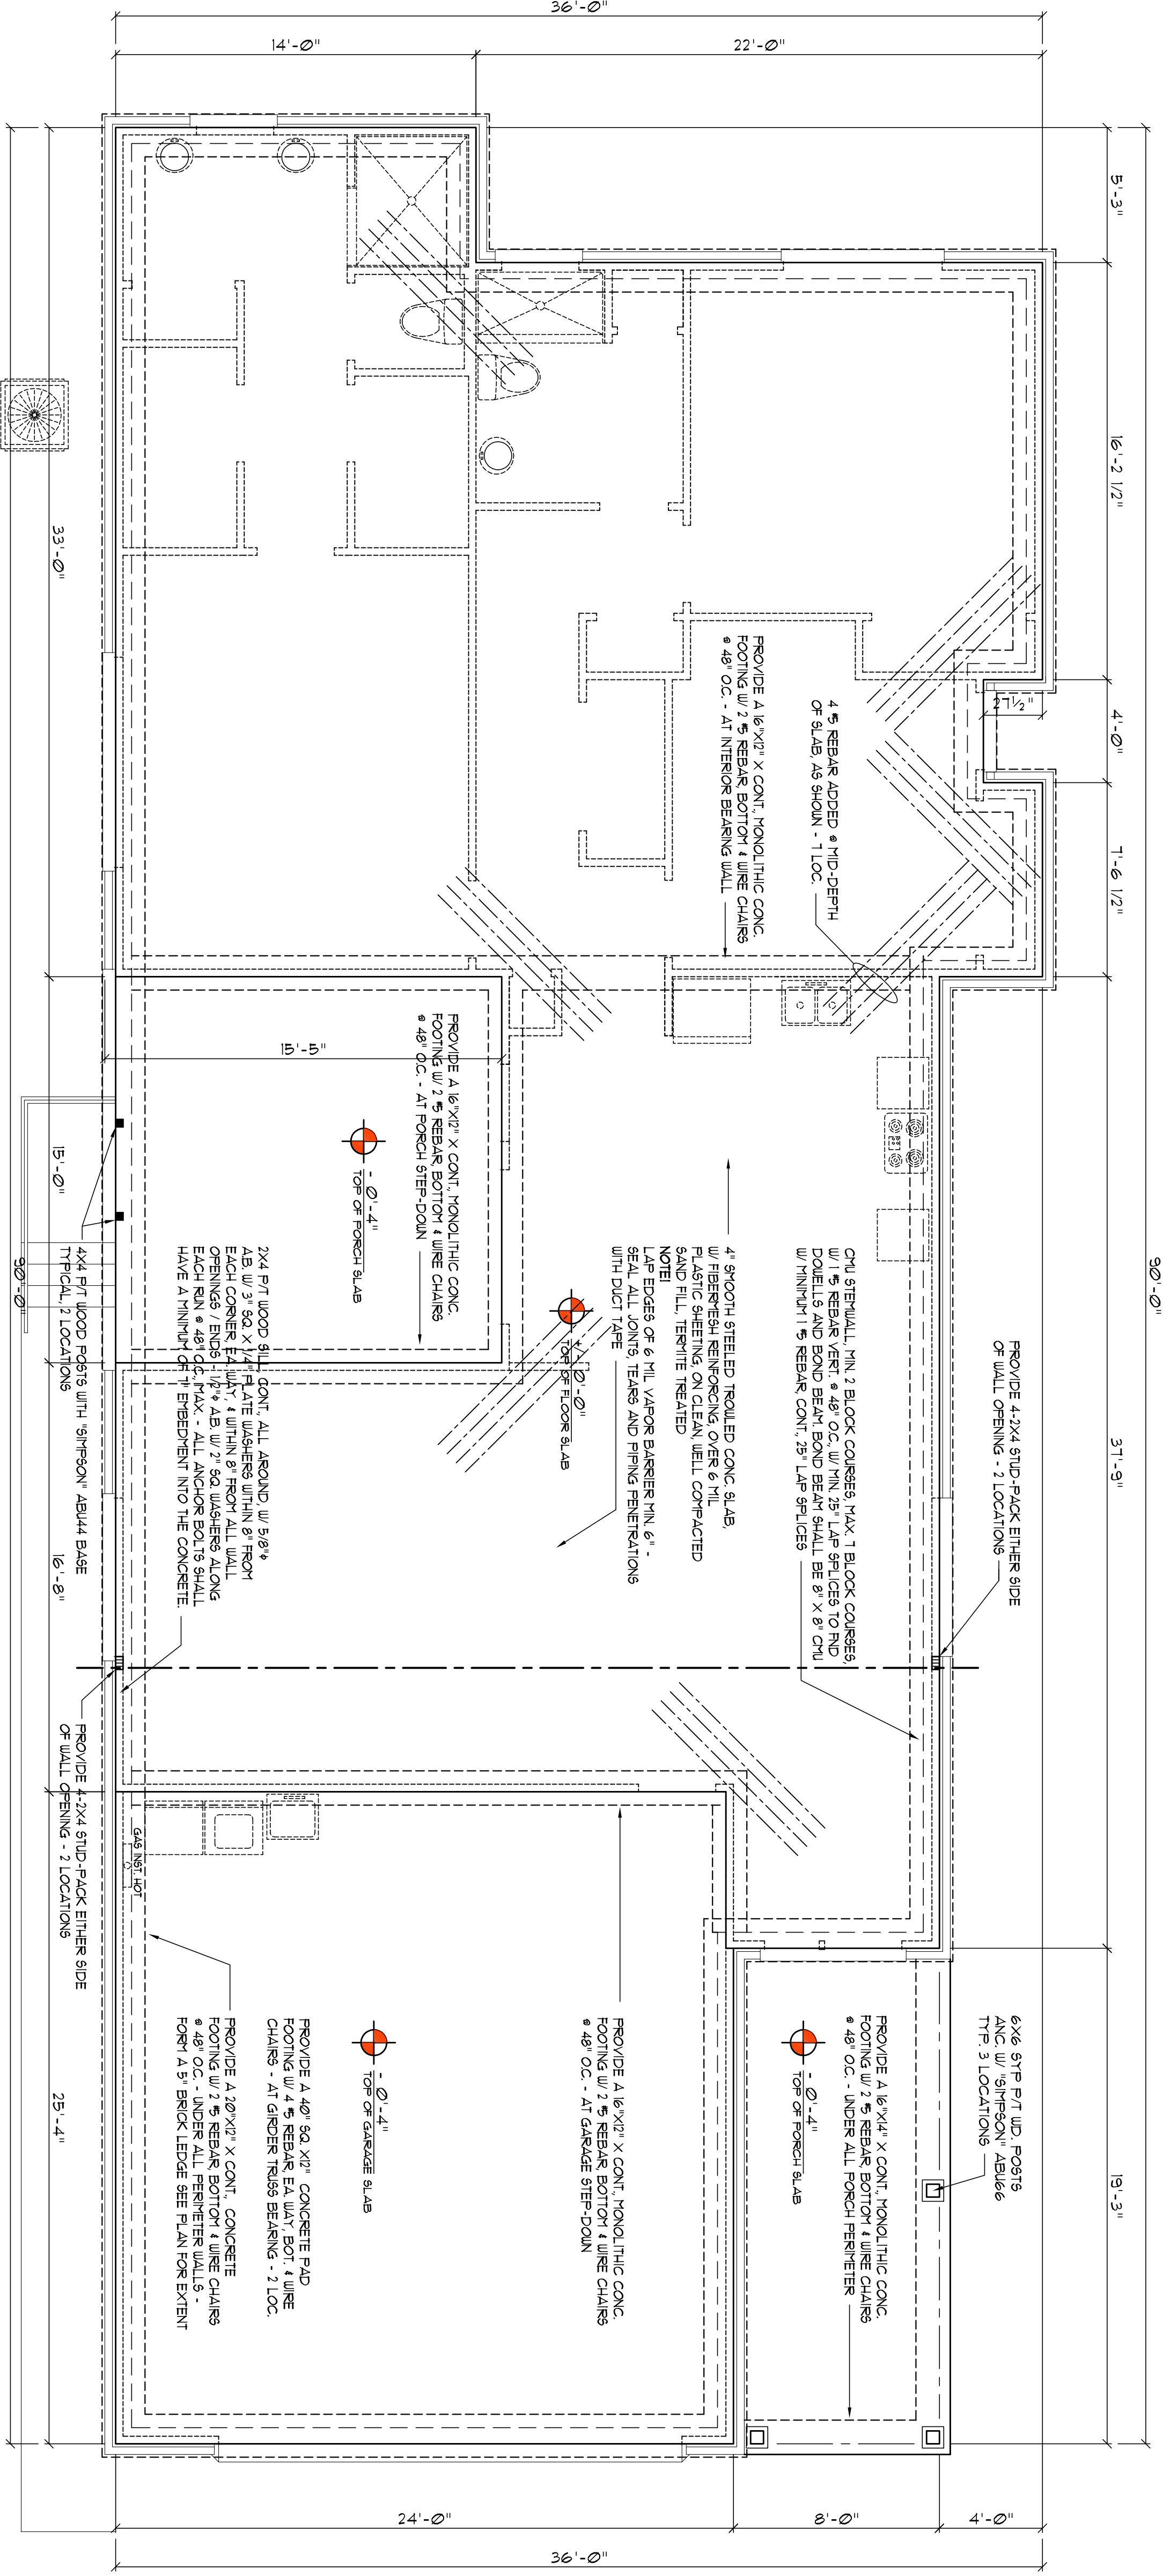 36'-0"
14'-0"
22'-0"
90'-0"
5'-3"
16'-2 1/2"
4'-0"
7'-6 1/2"
37'-9"
19'-3"
27 1/2"
PROVIDE A 16"X12" X CONT., MONOLITHIC CONC.
FOOTING W/ 2 #5 REBAR, BOTTOM & WIRE CHAIRS
@ 48" O.C. - AT INTERIOR BEARING WALL
4 #5 REBAR ADDED @ MID-DEPTH
OF SLAB, AS SHOWN - 7 LOC.
PROVIDE 4-2X4 STUD-PACK EITHER SIDE
OF WALL OPENING - 2 LOCATIONS
CMU STEMWALL, MIN. 2 BLOCK COURSES, MAX. 7 BLOCK COURSES,
W/ 1 #5 REBAR VERT. @ 48" O.C., W/ MIN. 25" LAP SPLICES TO FND
DOWELLS AND BOND BEAM. BOND BEAM SHALL BE 8" X 8" CMU
W/ MINIMUM 1 #5 REBAR, CONT., 25" LAP SPLICES
4" SMOOTH STEELED TROWLED CONC. SLAB,
W/ FIBERMESH REINFORCING, OVER 6 MIL
PLASTIC SHEETING, ON CLEAN, WELL COMPACTED
SAND FILL, TERMITE TREATED
NOTE!
LAP EDGES OF 6 MIL VAPOR BARRIER MIN. 6" -
SEAL ALL JOINTS, TEARS AND PIPING PENETRATIONS
WITH DUCT TAPE
+/- 0'-0"
TOP OF FLOOR SLAB
PROVIDE A 16"X12" X CONT., MONOLITHIC CONC.
FOOTING W/ 2 #5 REBAR, BOTTOM & WIRE CHAIRS
@ 48" O.C. - AT PORCH STEP-DOWN
- 0'-4"
TOP OF PORCH SLAB
15'-5"
2X4 P/T WOOD SILL, CONT., ALL AROUND, W/ 5/8"φ
A.B. W/ 3" SQ. X 1/4" PLATE WASHERS WITHIN 8" FROM
EACH CORNER, EA. WAY, & WITHIN 8" FROM ALL WALL
OPENINGS / ENDS - 1/2"φ A.B. W/ 2" SQ. WASHERS ALONG
EACH RUN @ 48" O.C., MAX. - ALL ANCHOR BOLTS SHALL
HAVE A MINIMUM OF 7" EMBEDMENT INTO THE CONCRETE.
4X4 P/T WOOD POSTS WITH "SIMPSON" ABU44 BASE
TYPICAL, 2 LOCATIONS
PROVIDE 4-2X4 STUD-PACK EITHER SIDE
OF WALL OPENING - 2 LOCATIONS
GAS INST. HOT
6X6 SYP P/T WD. POSTS
ANC. W/ "SIMPSON" ABU66
TYP. 3 LOCATIONS
PROVIDE A 16"X14" X CONT., MONOLITHIC CONC.
FOOTING W/ 2 #5 REBAR, BOTTOM & WIRE CHAIRS
@ 48" O.C. - UNDER ALL PORCH PERIMETER
- 0'-4"
TOP OF PORCH SLAB
PROVIDE A 16"X12" X CONT., MONOLITHIC CONC.
FOOTING W/ 2 #5 REBAR, BOTTOM & WIRE CHAIRS
@ 48" O.C. - AT GARAGE STEP-DOWN
- 0'-4"
TOP OF GARAGE SLAB
PROVIDE A 40" SQ. X12" CONCRETE PAD
FOOTING W/ 4 #5 REBAR, EA. WAY, BOT. & WIRE
CHAIRS - AT GIRDER TRUSS BEARING - 2 LOC.
PROVIDE A 20"X12" X CONT., CONCRETE
FOOTING W/ 2 #5 REBAR, BOTTOM & WIRE CHAIRS
@ 48" O.C. - UNDER ALL PERIMETER WALLS -
FORM A 5" BRICK LEDGE SEE PLAN FOR EXTENT
33'-0"
15'-0"
16'-8"
25'-4"
90'-0"
24'-0"
8'-0"
4'-0"
36'-0"